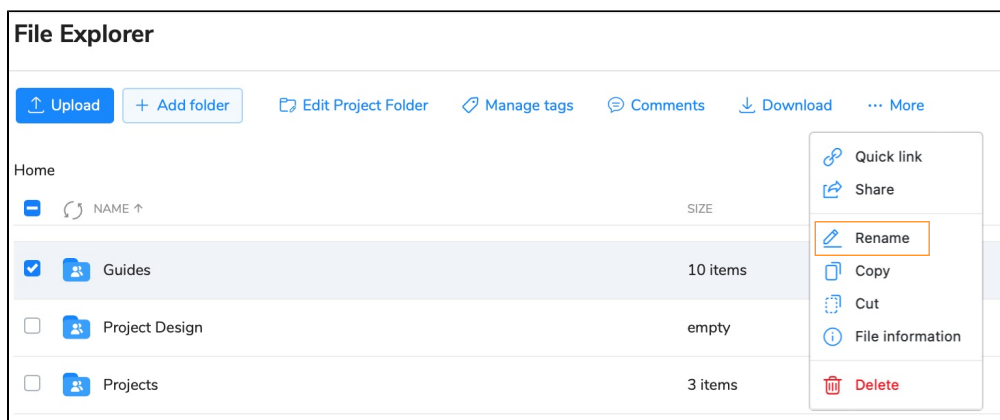 File Explorer
Upload + Add folder Edit Project Folder Manage tags Comments Download ··· More
Home
NAME ↑ SIZE
Guides 10 items
Project Design empty
Projects 3 items
Quick link
Share
Rename
Copy
Cut
File information
Delete